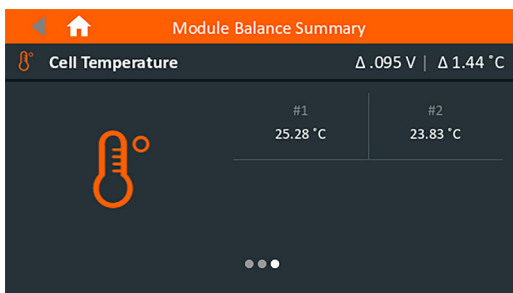 Module Balance Summary
Cell Temperature Δ .095 V | Δ 1.44 °C
#1 #2
25.28 °C 23.83 °C